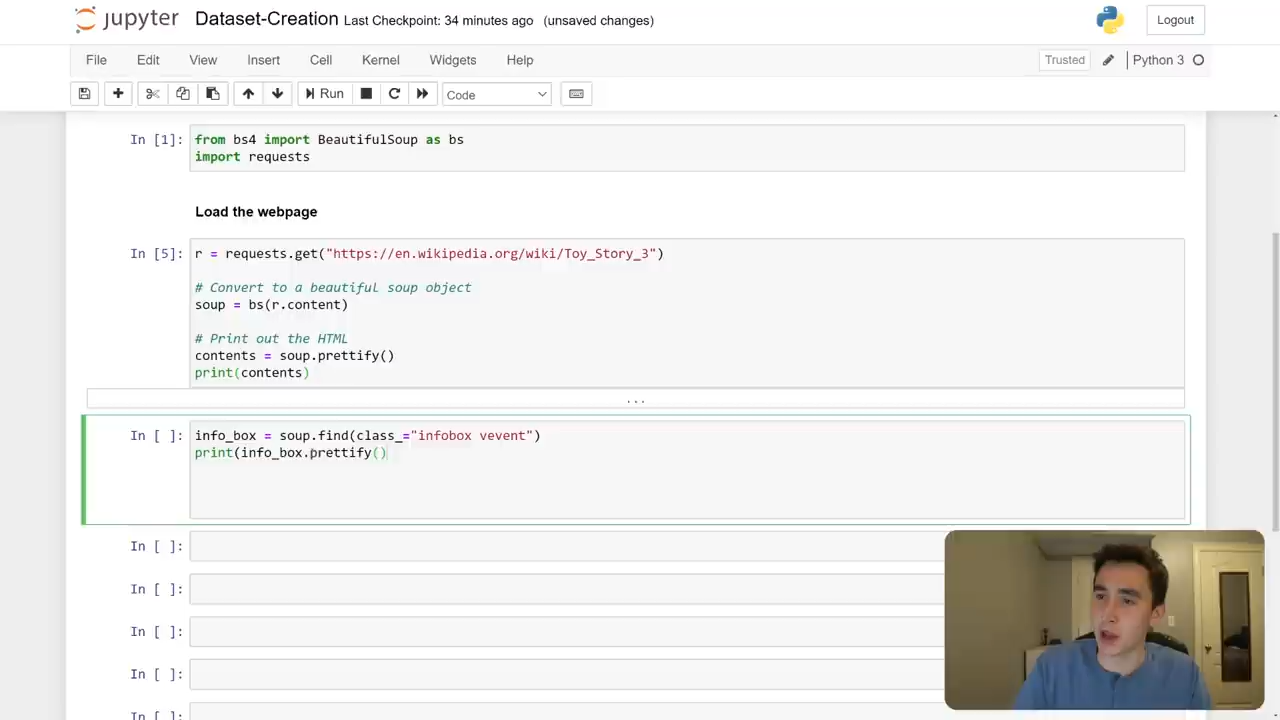 jupyter Dataset-Creation Last Checkpoint: 34 minutes ago (unsaved changes) Logout
File Edit View Insert Cell Kernel Widgets Help Trusted Python 3
Run Code
In [1]: from bs4 import BeautifulSoup as bs
import requests
Load the webpage
In [5]: r = requests.get("https://en.wikipedia.org/wiki/Toy_Story_3")
# Convert to a beautiful soup object
soup = bs(r.content)
# Print out the HTML
contents = soup.prettify()
print(contents)
...
In [ ]: info_box = soup.find(class_="infobox vevent")
print(info_box.prettify()
In [ ]:
In [ ]:
In [ ]:
In [ ]:
In [ ]: